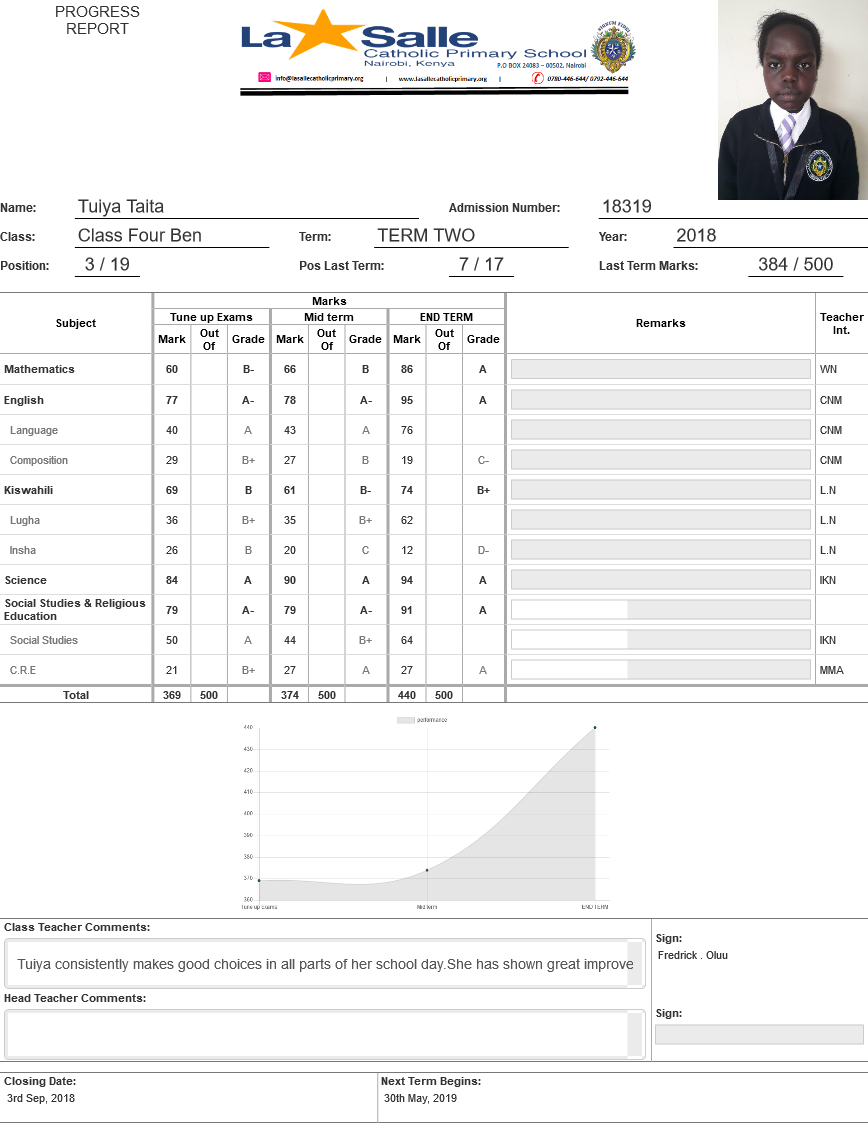 PROGRESS
REPORT
La Salle
Catholic Primary School
Nairobi, Kenya
P.O BOX 24083 – 00502, Nairobi
info@lasallecatholicprimary.org | www.lasallecatholicprimary.org | 0780-446-644/ 0792-446-644
Name: Tuiya Taita Admission Number: 18319
Class: Class Four Ben Term: TERM TWO Year: 2018
Position: 3 / 19 Pos Last Term: 7 / 17 Last Term Marks: 384 / 500
Subject Marks Remarks Teacher Int.
Tune up Exams Mid term END TERM
Mark Out Of Grade Mark Out Of Grade Mark Out Of Grade
Mathematics 60 B- 66 B 86 A WN
English 77 A- 78 A- 95 A CNM
Language 40 A 43 A 76 CNM
Composition 29 B+ 27 B 19 C- CNM
Kiswahili 69 B 61 B- 74 B+ L.N
Lugha 36 B+ 35 B+ 62 L.N
Insha 26 B 20 C 12 D- L.N
Science 84 A 90 A 94 A IKN
Social Studies & Religious
Education 79 A- 79 A- 91 A
Social Studies 50 A 44 B+ 64 IKN
C.R.E 21 B+ 27 A 27 A MMA
Total 369 500 374 500 440 500
performance
440
430
420
410
400
390
380
370
360
Tune up Exams Mid term END TERM
Class Teacher Comments:
Tuiya consistently makes good choices in all parts of her school day.She has shown great improve
Sign:
Fredrick . Oluu
Head Teacher Comments:
Sign:
Closing Date: Next Term Begins:
3rd Sep, 2018 30th May, 2019